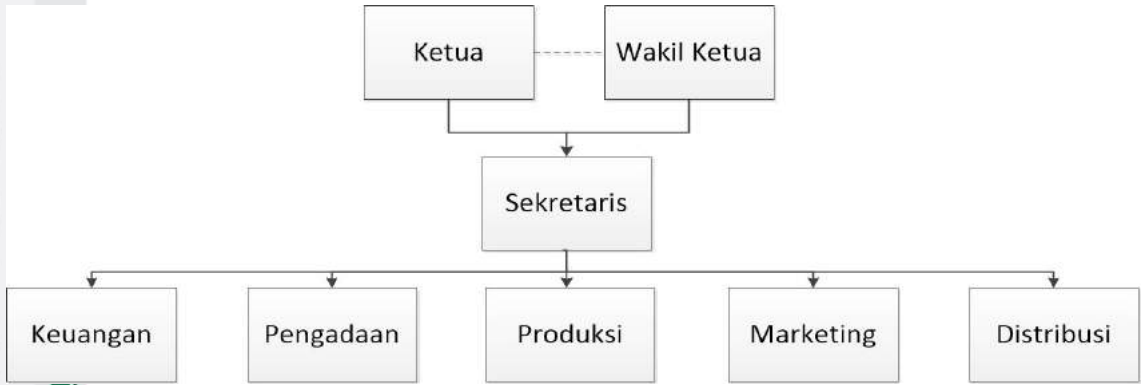 Ketua
Wakil Ketua
Sekretaris
Keuangan
Pengadaan
Produksi
Marketing
Distribusi